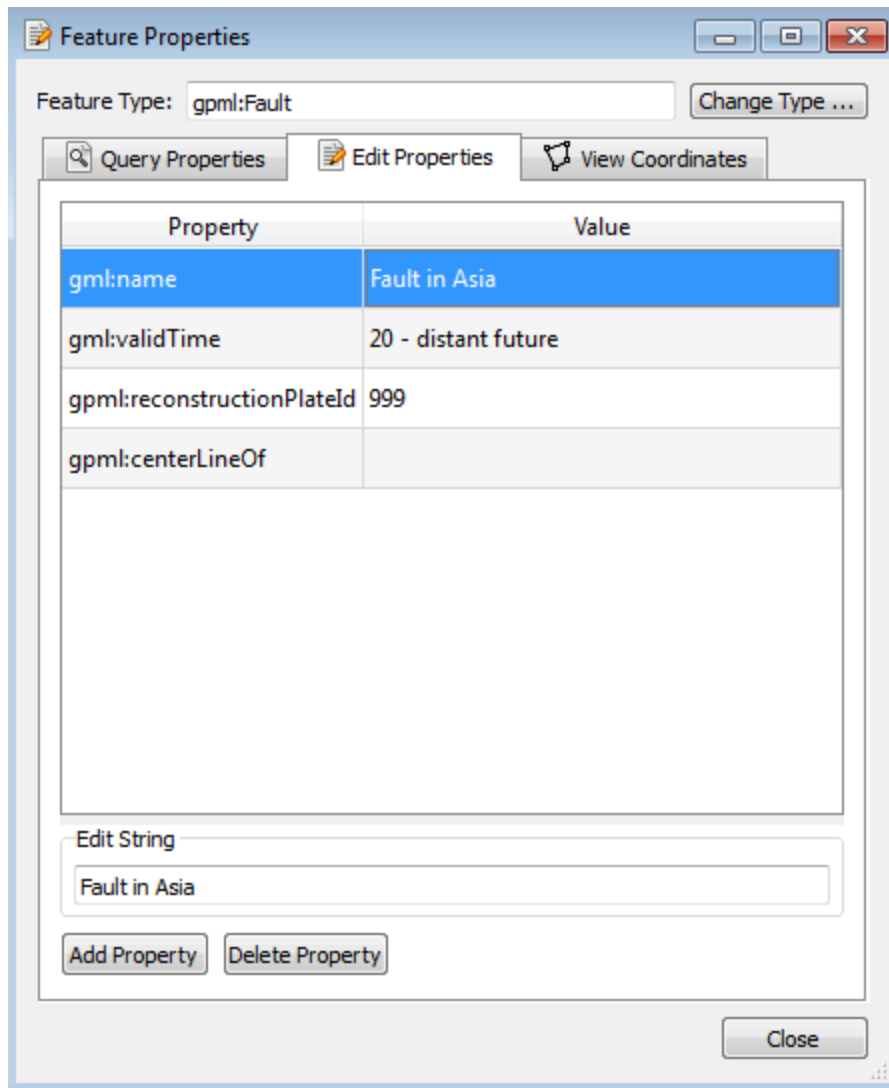 Feature Properties
Feature Type: gpml:Fault Change Type ...
Query Properties Edit Properties View Coordinates
Property Value
gml:name Fault in Asia
gml:validTime 20 - distant future
gpml:reconstructionPlateId 999
gpml:centerLineOf
Edit String
Fault in Asia
Add Property Delete Property
Close